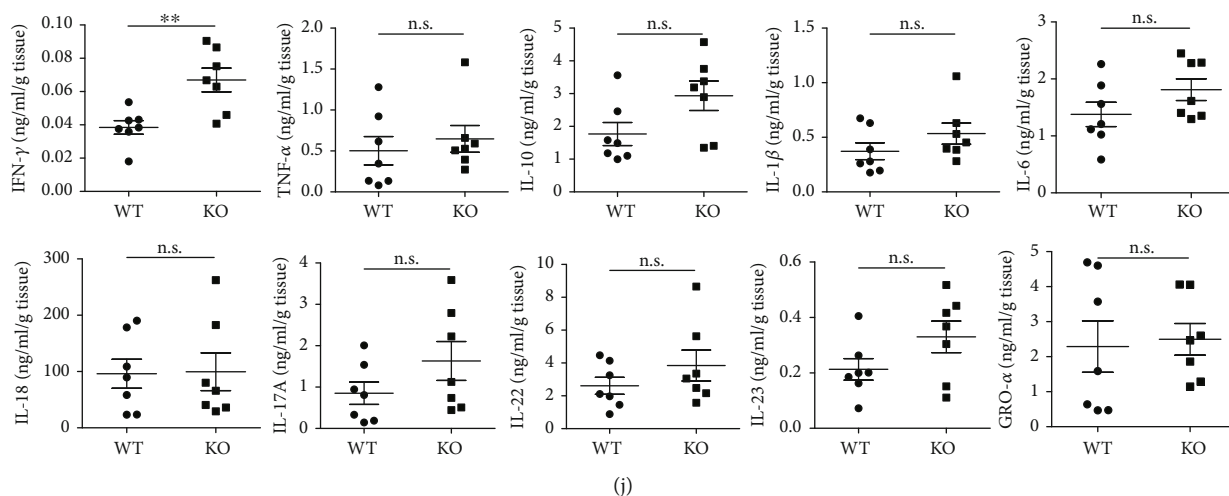 IFN-γ (ng/ml/g tissue)
0.10
0.08
0.06
0.04
0.02
0.00
**
WT
KO
TNF-α (ng/ml/g tissue)
2.0
1.5
1.0
0.5
0.0
n.s.
WT
KO
IL-10 (ng/ml/g tissue)
5
4
3
2
1
0
n.s.
WT
KO
IL-1β (ng/ml/g tissue)
1.5
1.0
0.5
0.0
n.s.
WT
KO
IL-6 (ng/ml/g tissue)
3
2
1
0
n.s.
WT
KO
IL-18 (ng/ml/g tissue)
300
200
100
0
n.s.
WT
KO
IL-17A (ng/ml/g tissue)
4
3
2
1
0
n.s.
WT
KO
IL-22 (ng/ml/g tissue)
10
8
6
4
2
0
n.s.
WT
KO
IL-23 (ng/ml/g tissue)
0.6
0.4
0.2
0.0
n.s.
WT
KO
GRO-α (ng/ml/g tissue)
5
4
3
2
1
0
n.s.
WT
KO
(j)